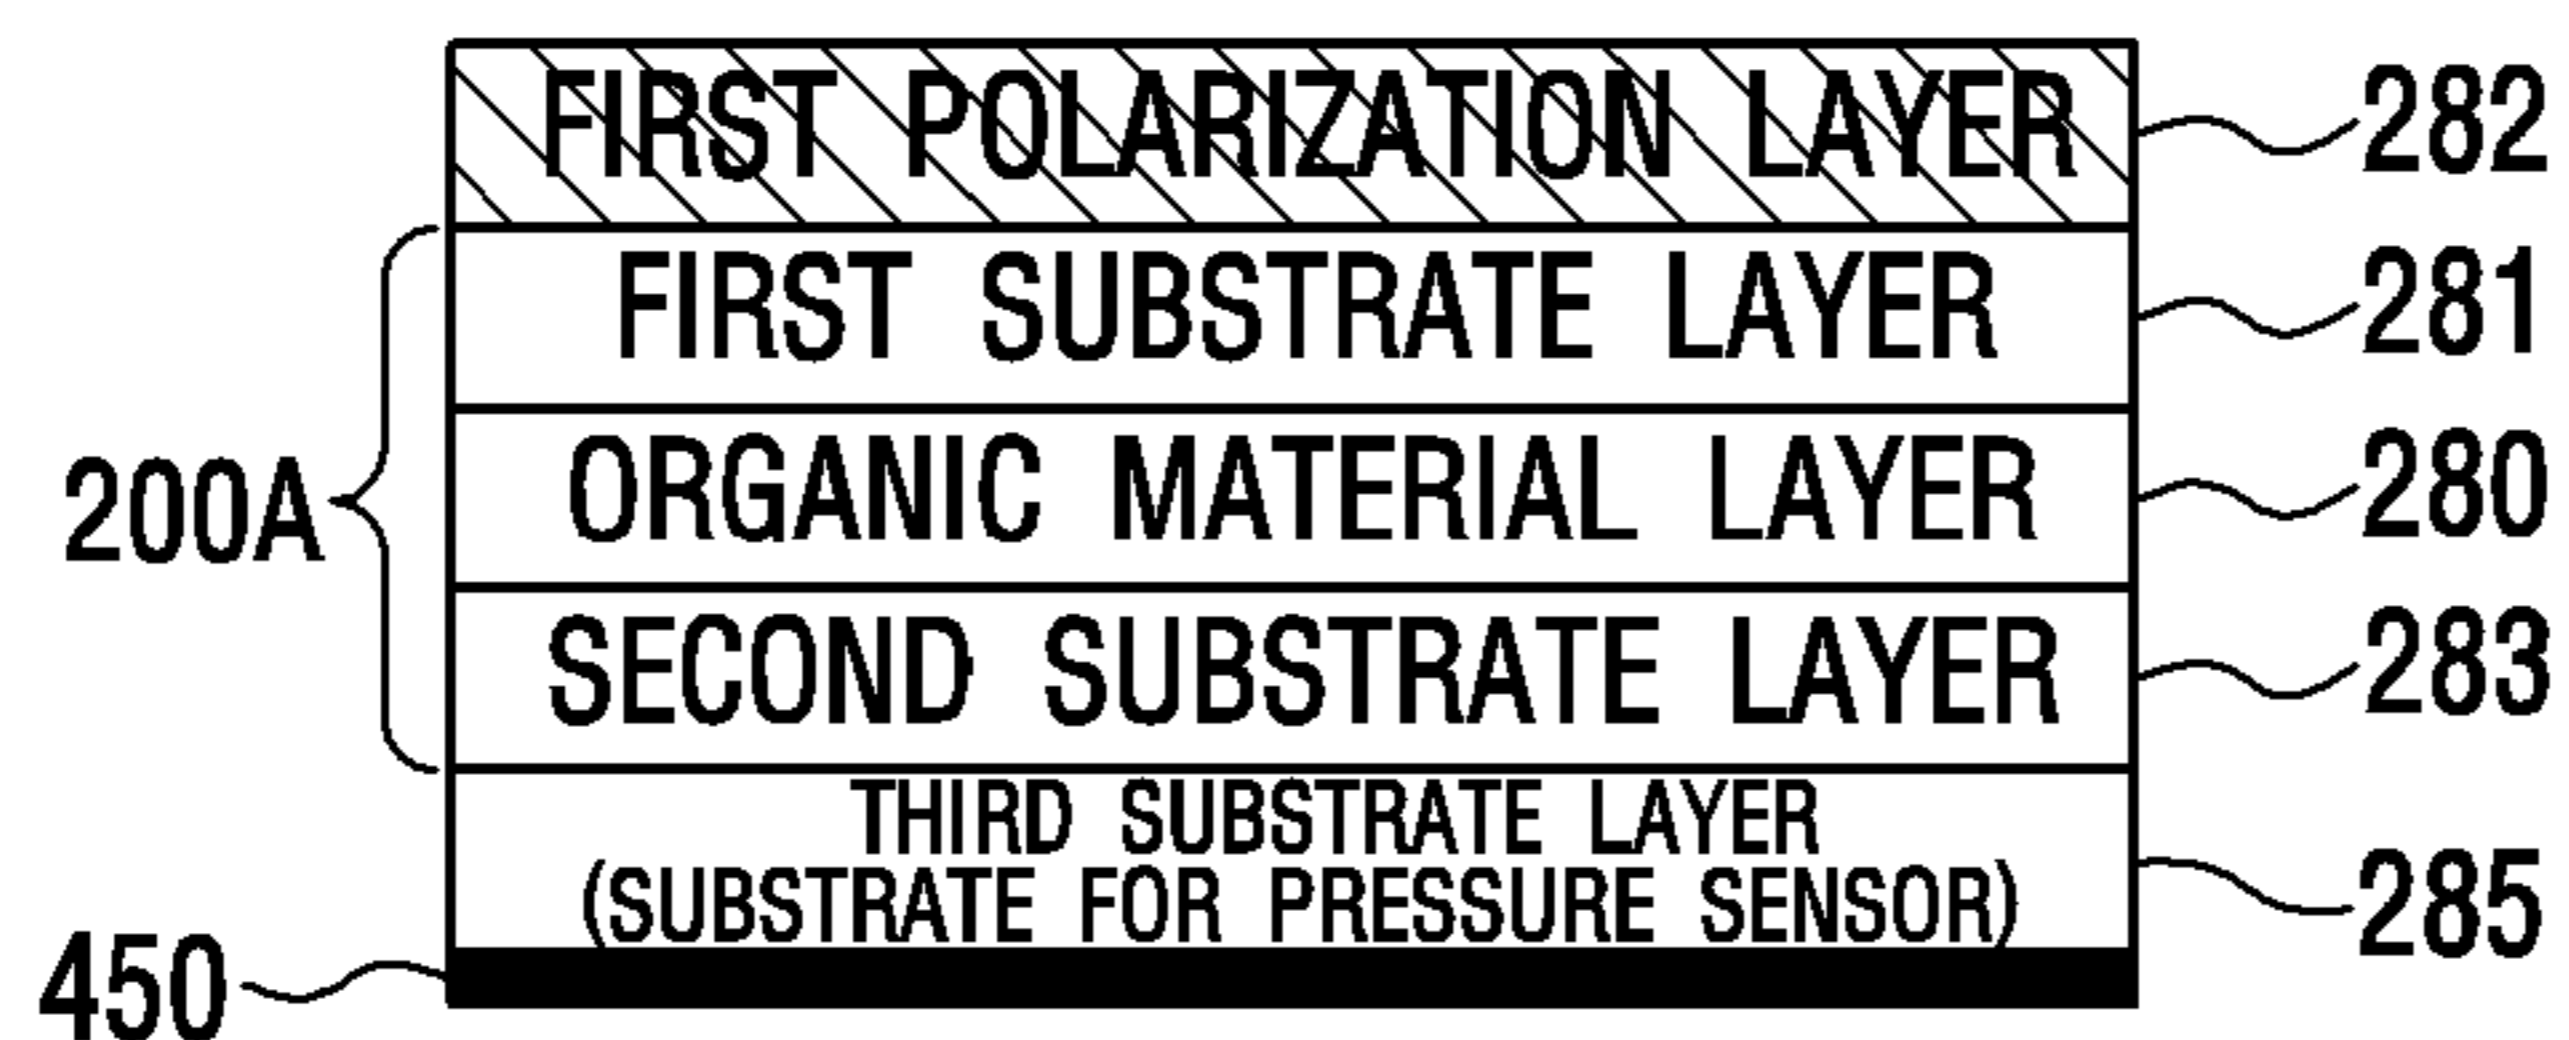 FIRST POLARIZATION LAYER 282
FIRST SUBSTRATE LAYER 281
200A ORGANIC MATERIAL LAYER 280
SECOND SUBSTRATE LAYER 283
THIRD SUBSTRATE LAYER
(SUBSTRATE FOR PRESSURE SENSOR) 285
450